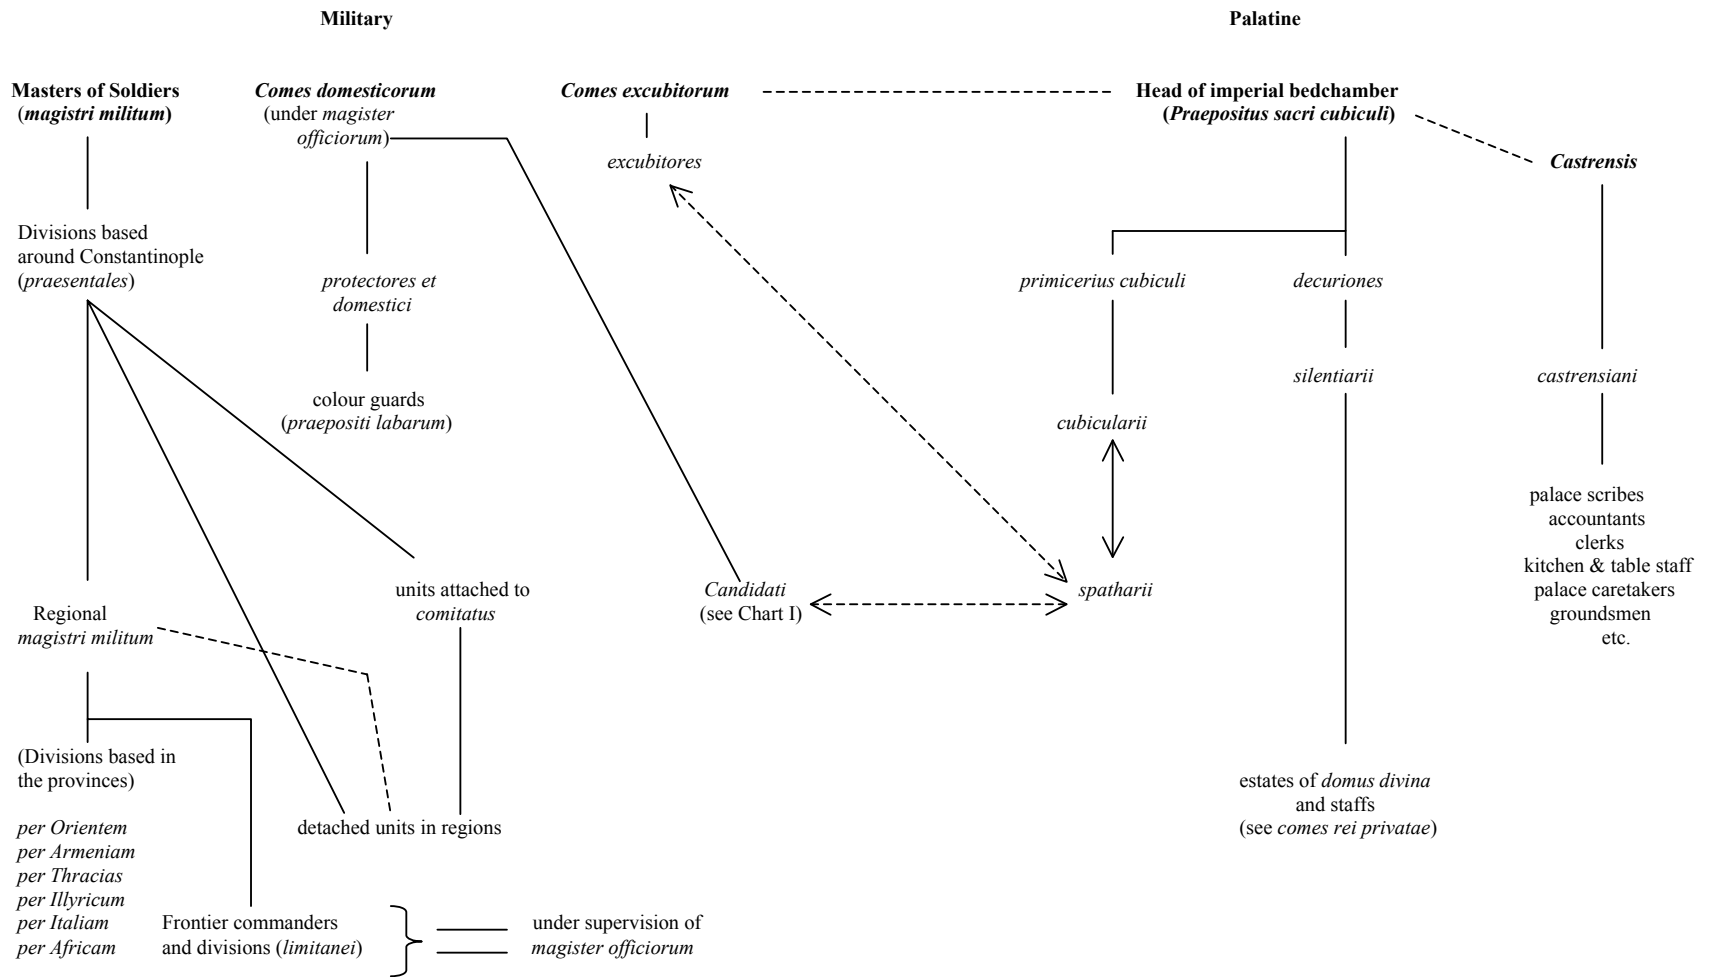 Military
Palatine
Masters of Soldiers
(magistri militum)
Comes domesticorum
(under magister
officiorum)
Comes excubitorum
Head of imperial bedchamber
(Praepositus sacri cubiculi)
excubitores
Castrensis
Divisions based
around Constantinople
(praesentales)
protectores et
domestici
primicerius cubiculi
decuriones
colour guards
(praepositi labarum)
silentiarii
castrensiani
cubicularii
palace scribes
accountants
clerks
kitchen & table staff
palace caretakers
groundsmen
etc.
Regional
magistri militum
units attached to
comitatus
Candidati
(see Chart I)
spatharii
(Divisions based in
the provinces)
per Orientem
per Armeniam
per Thracias
per Illyricum
per Italiam
per Africam
detached units in regions
estates of domus divina
and staffs
(see comes rei privatae)
Frontier commanders
and divisions (limitanei)
under supervision of
magister officiorum